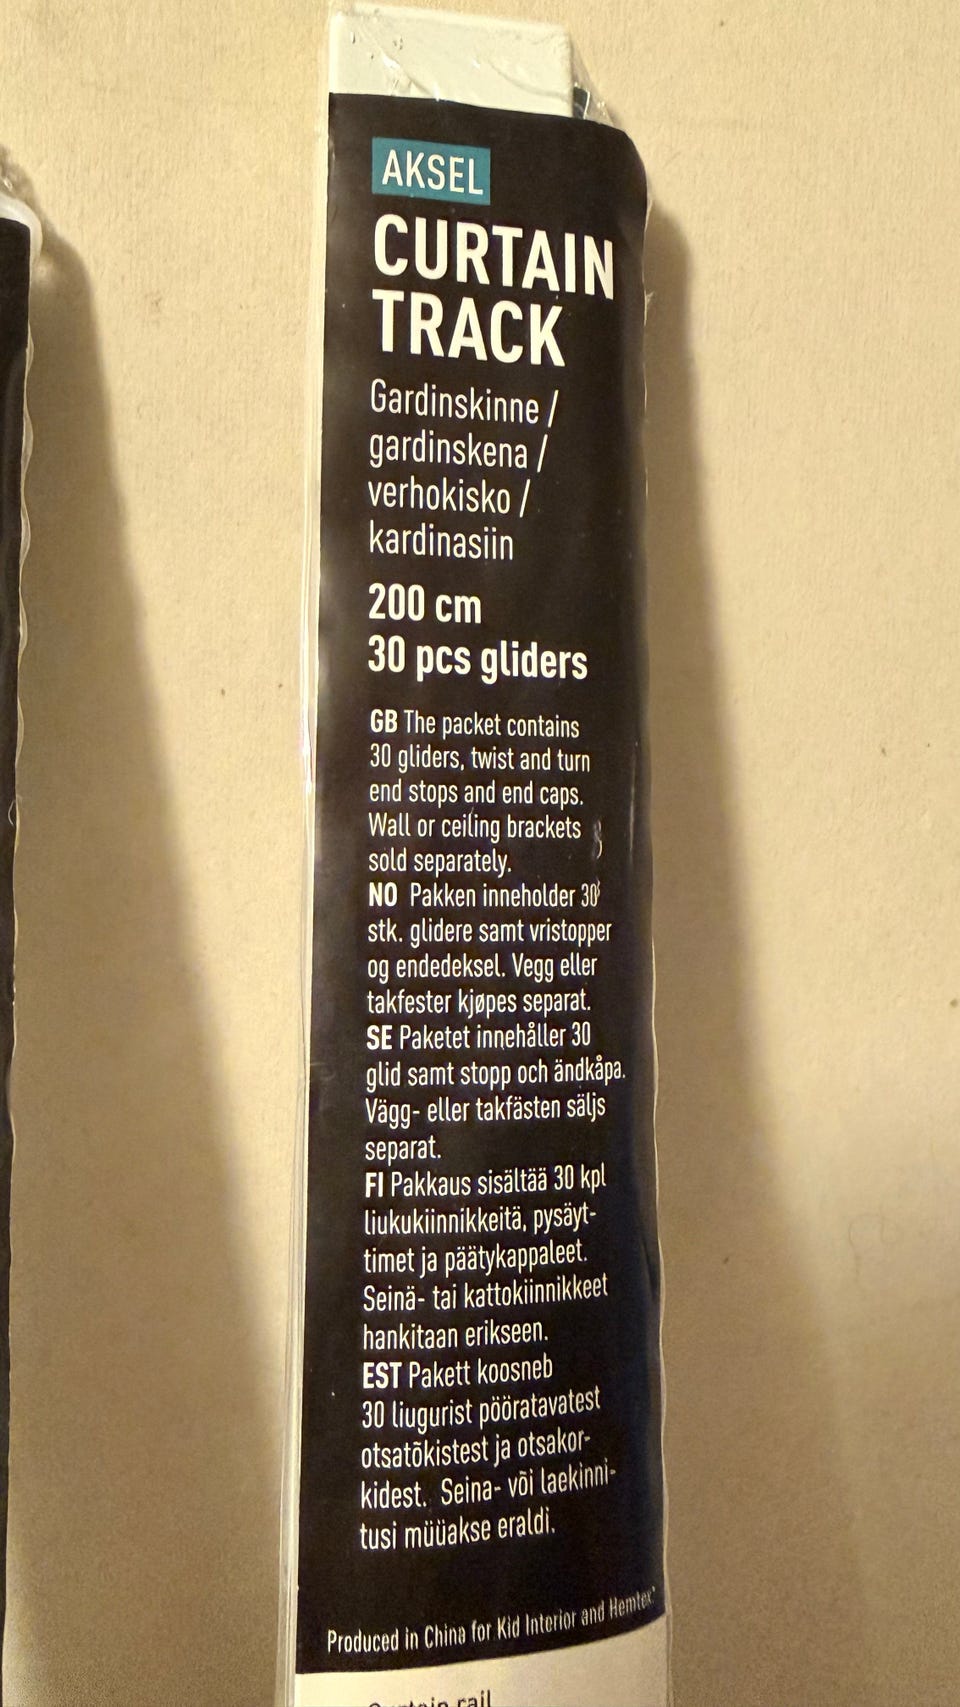 AKSEL
CURTAIN
TRACK
Gardinskinne /
gardinskena /
verhokisko /
kardinasiin
200 cm
30 pcs gliders
GB The packet contains
30 gliders, twist and turn
end stops and end caps.
Wall or ceiling brackets
sold separately.
NO Pakken inneholder 30
stk. glidere samt vristopper
og endedeksel. Vegg eller
takfester kjøpes separat.
SE Paketet innehåller 30
glid samt stopp och ändkåpa.
Vägg- eller takfästen säljs
separat.
FI Pakkaus sisältää 30 kpl
liukukiinnikkeitä, pysäyt-
timet ja päätykappaleet.
Seinä- tai kattokiinnikkeet
hankitaan erikseen.
EST Pakett koosneb
30 liugurist pööratavatest
otsatõkistest ja otsakor-
kidest. Seina- või laekinni-
tusi müüakse eraldi.
Produced in China for Kid Interior and Hemtex
Curtain rail